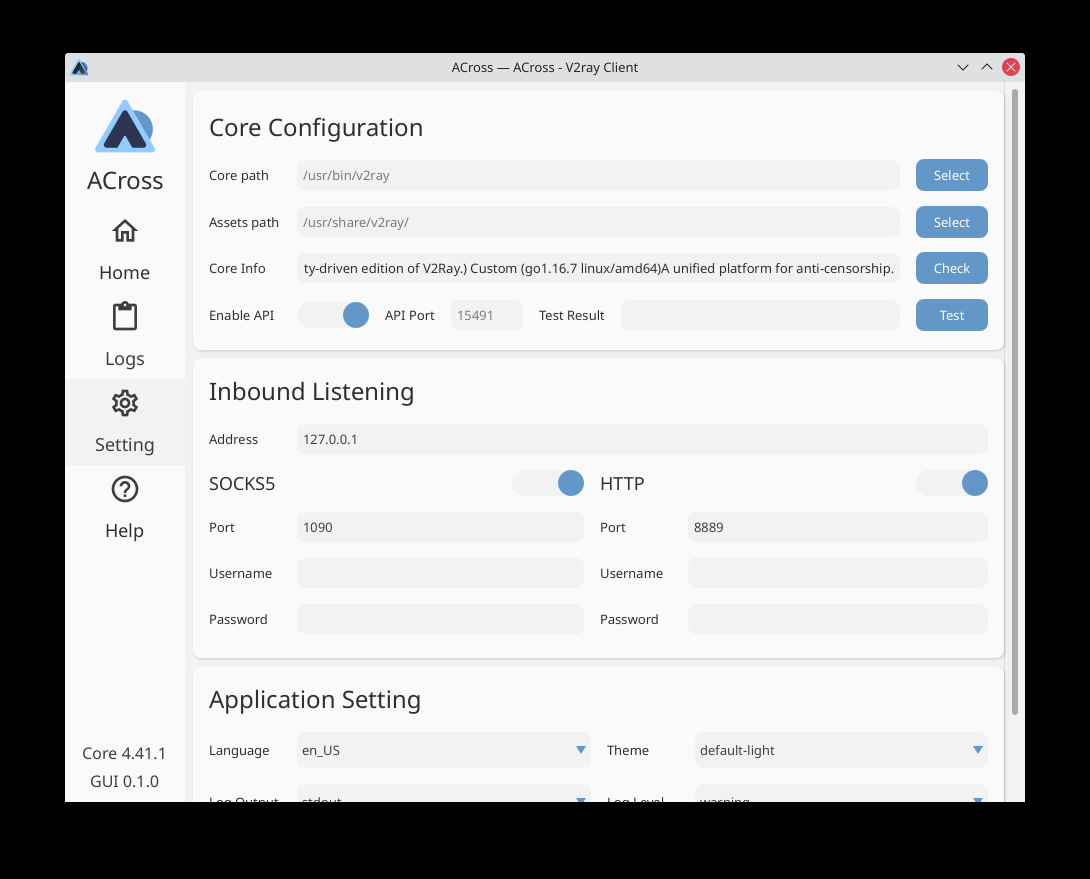 ACross — ACross - V2ray Client
ACross
Home
Logs
Setting
Help
Core 4.41.1
GUI 0.1.0
Core Configuration
Core path /usr/bin/v2ray Select
Assets path /usr/share/v2ray/ Select
Core Info ty-driven edition of V2Ray.) Custom (go1.16.7 linux/amd64)A unified platform for anti-censorship. Check
Enable API API Port 15491 Test Result Test
Inbound Listening
Address 127.0.0.1
SOCKS5 HTTP
Port 1090 Port 8889
Username Username
Password Password
Application Setting
Language en_US Theme default-light
Log Output stdout Log Level warning